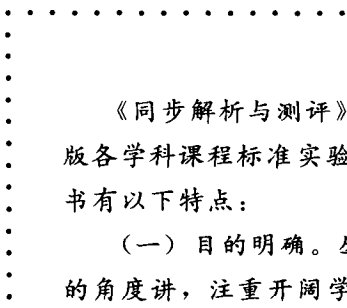 《同步解析与测评》
版各学科课程标准实验
书有以下特点：
（一）目的明确。
的角度讲，注重开阔学